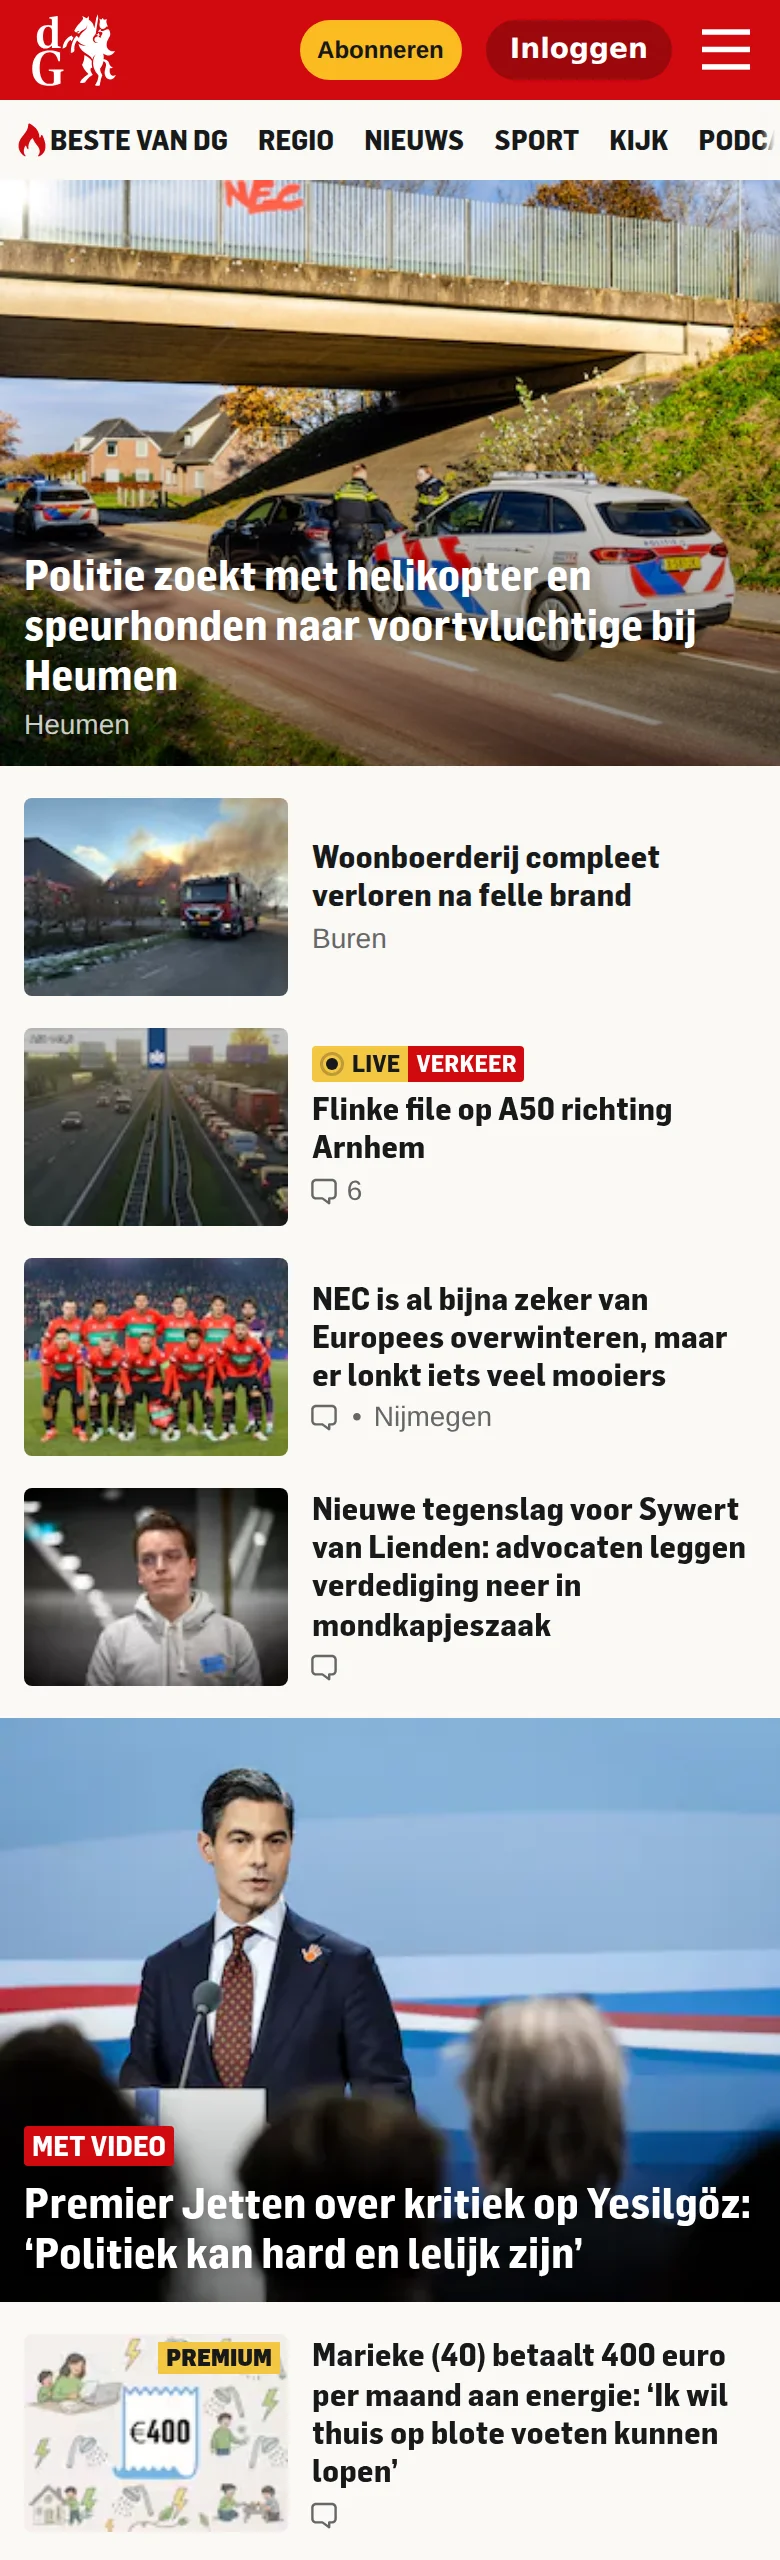 dG
Abonneren
Inloggen
BESTE VAN DG REGIO NIEUWS SPORT KIJK
NEC
POLITIE
Politie zoekt met helikopter en
speurhonden naar voortvluchtige bij
Heumen
Heumen
Woonboerderij compleet
verloren na felle brand
Buren
LIVE VERKEER
Flinke file op A50 richting
Arnhem
6
NEC is al bijna zeker van
Europees overwinteren, maar
er lonkt iets veel mooiers
• Nijmegen
Nieuwe tegenslag voor Sywert
van Lienden: advocaten leggen
verdediging neer in
mondkapjeszaak
MET VIDEO
Premier Jetten over kritiek op Yesilgöz:
‘Politiek kan hard en lelijk zijn’
PREMIUM
€400
Marieke (40) betaalt 400 euro
per maand aan energie: ‘Ik wil
thuis op blote voeten kunnen
lopen’